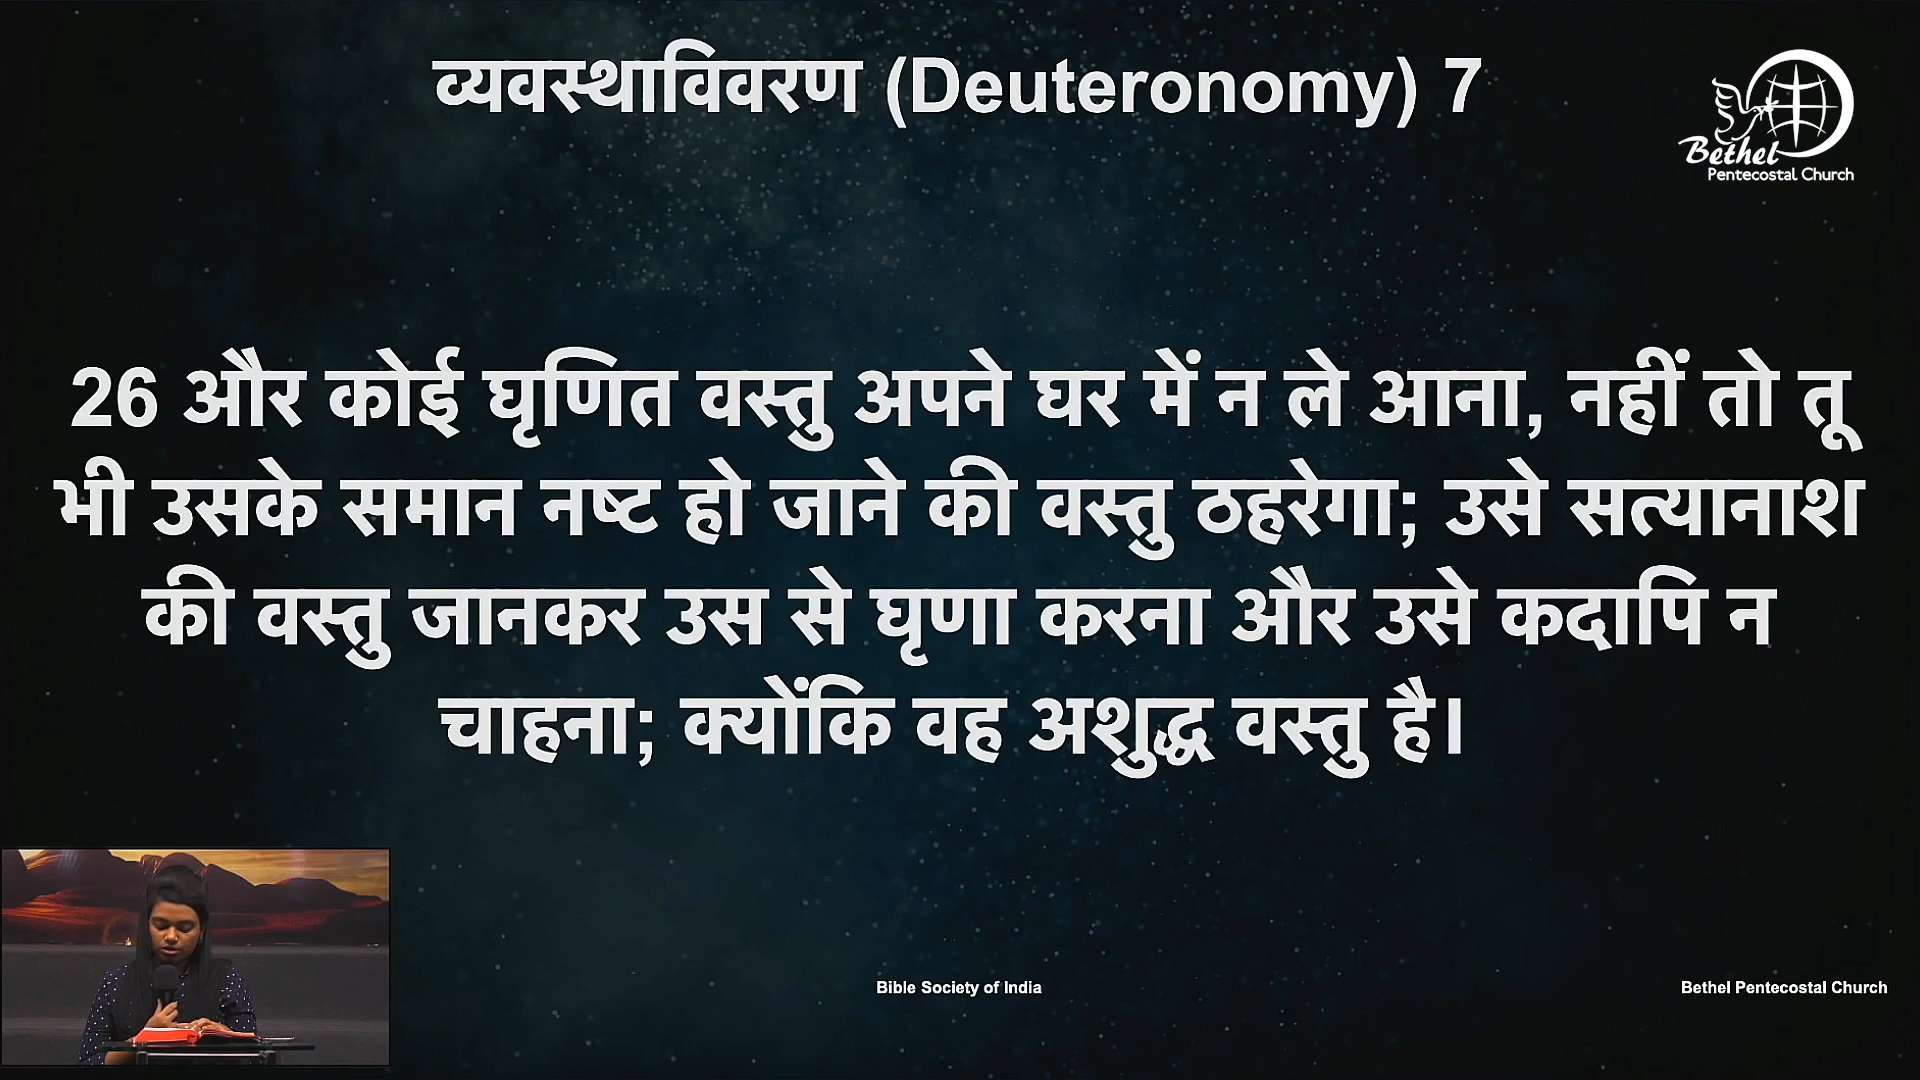 व्यवस्थाविवरण (Deuteronomy) 7
Bethel
Pentecostal Church
26 और कोई घृणित वस्तु अपने घर में न ले आना, नहीं तो तू
भी उसके समान नष्ट हो जाने की वस्तु ठहरेगा; उसे सत्यानाश
की वस्तु जानकर उस से घृणा करना और उसे कदापि न
चाहना; क्योंकि वह अशुद्ध वस्तु है।
Bible Society of India
Bethel Pentecostal Church